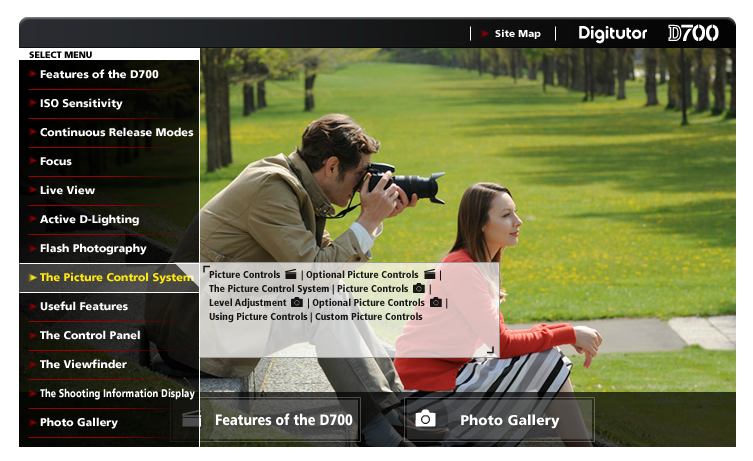 Site Map
Digitutor D700
SELECT MENU
Features of the D700
ISO Sensitivity
Continuous Release Modes
Focus
Live View
Active D-Lighting
Flash Photography
The Picture Control System
Picture Controls | Optional Picture Controls |
The Picture Control System | Picture Controls |
Level Adjustment | Optional Picture Controls |
Using Picture Controls | Custom Picture Controls
Useful Features
The Control Panel
The Viewfinder
The Shooting Information Display
Photo Gallery
Features of the D700
Photo Gallery